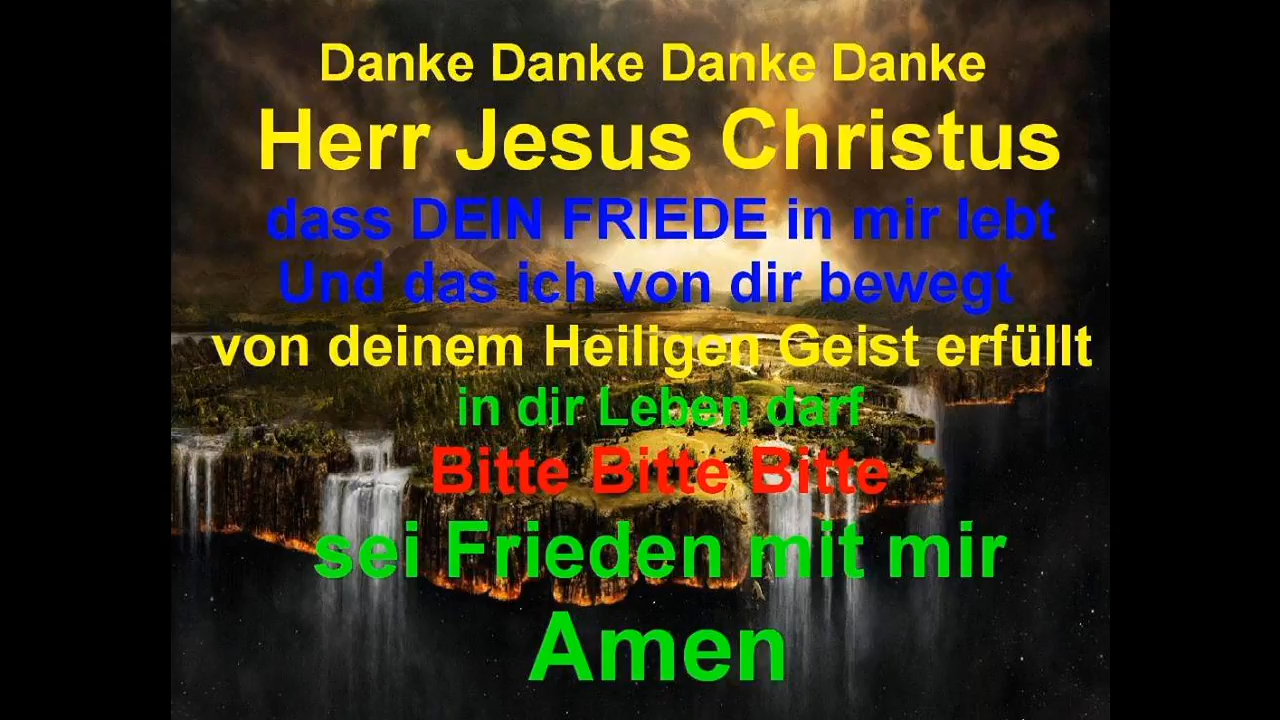 Danke Danke Danke Danke
Herr Jesus Christus
dass DEIN FRIEDE in mir lebt
Und das ich von dir bewegt
von deinem Heiligen Geist erfüllt
in dir Leben darf
Bitte Bitte Bitte
sei Frieden mit mir
Amen